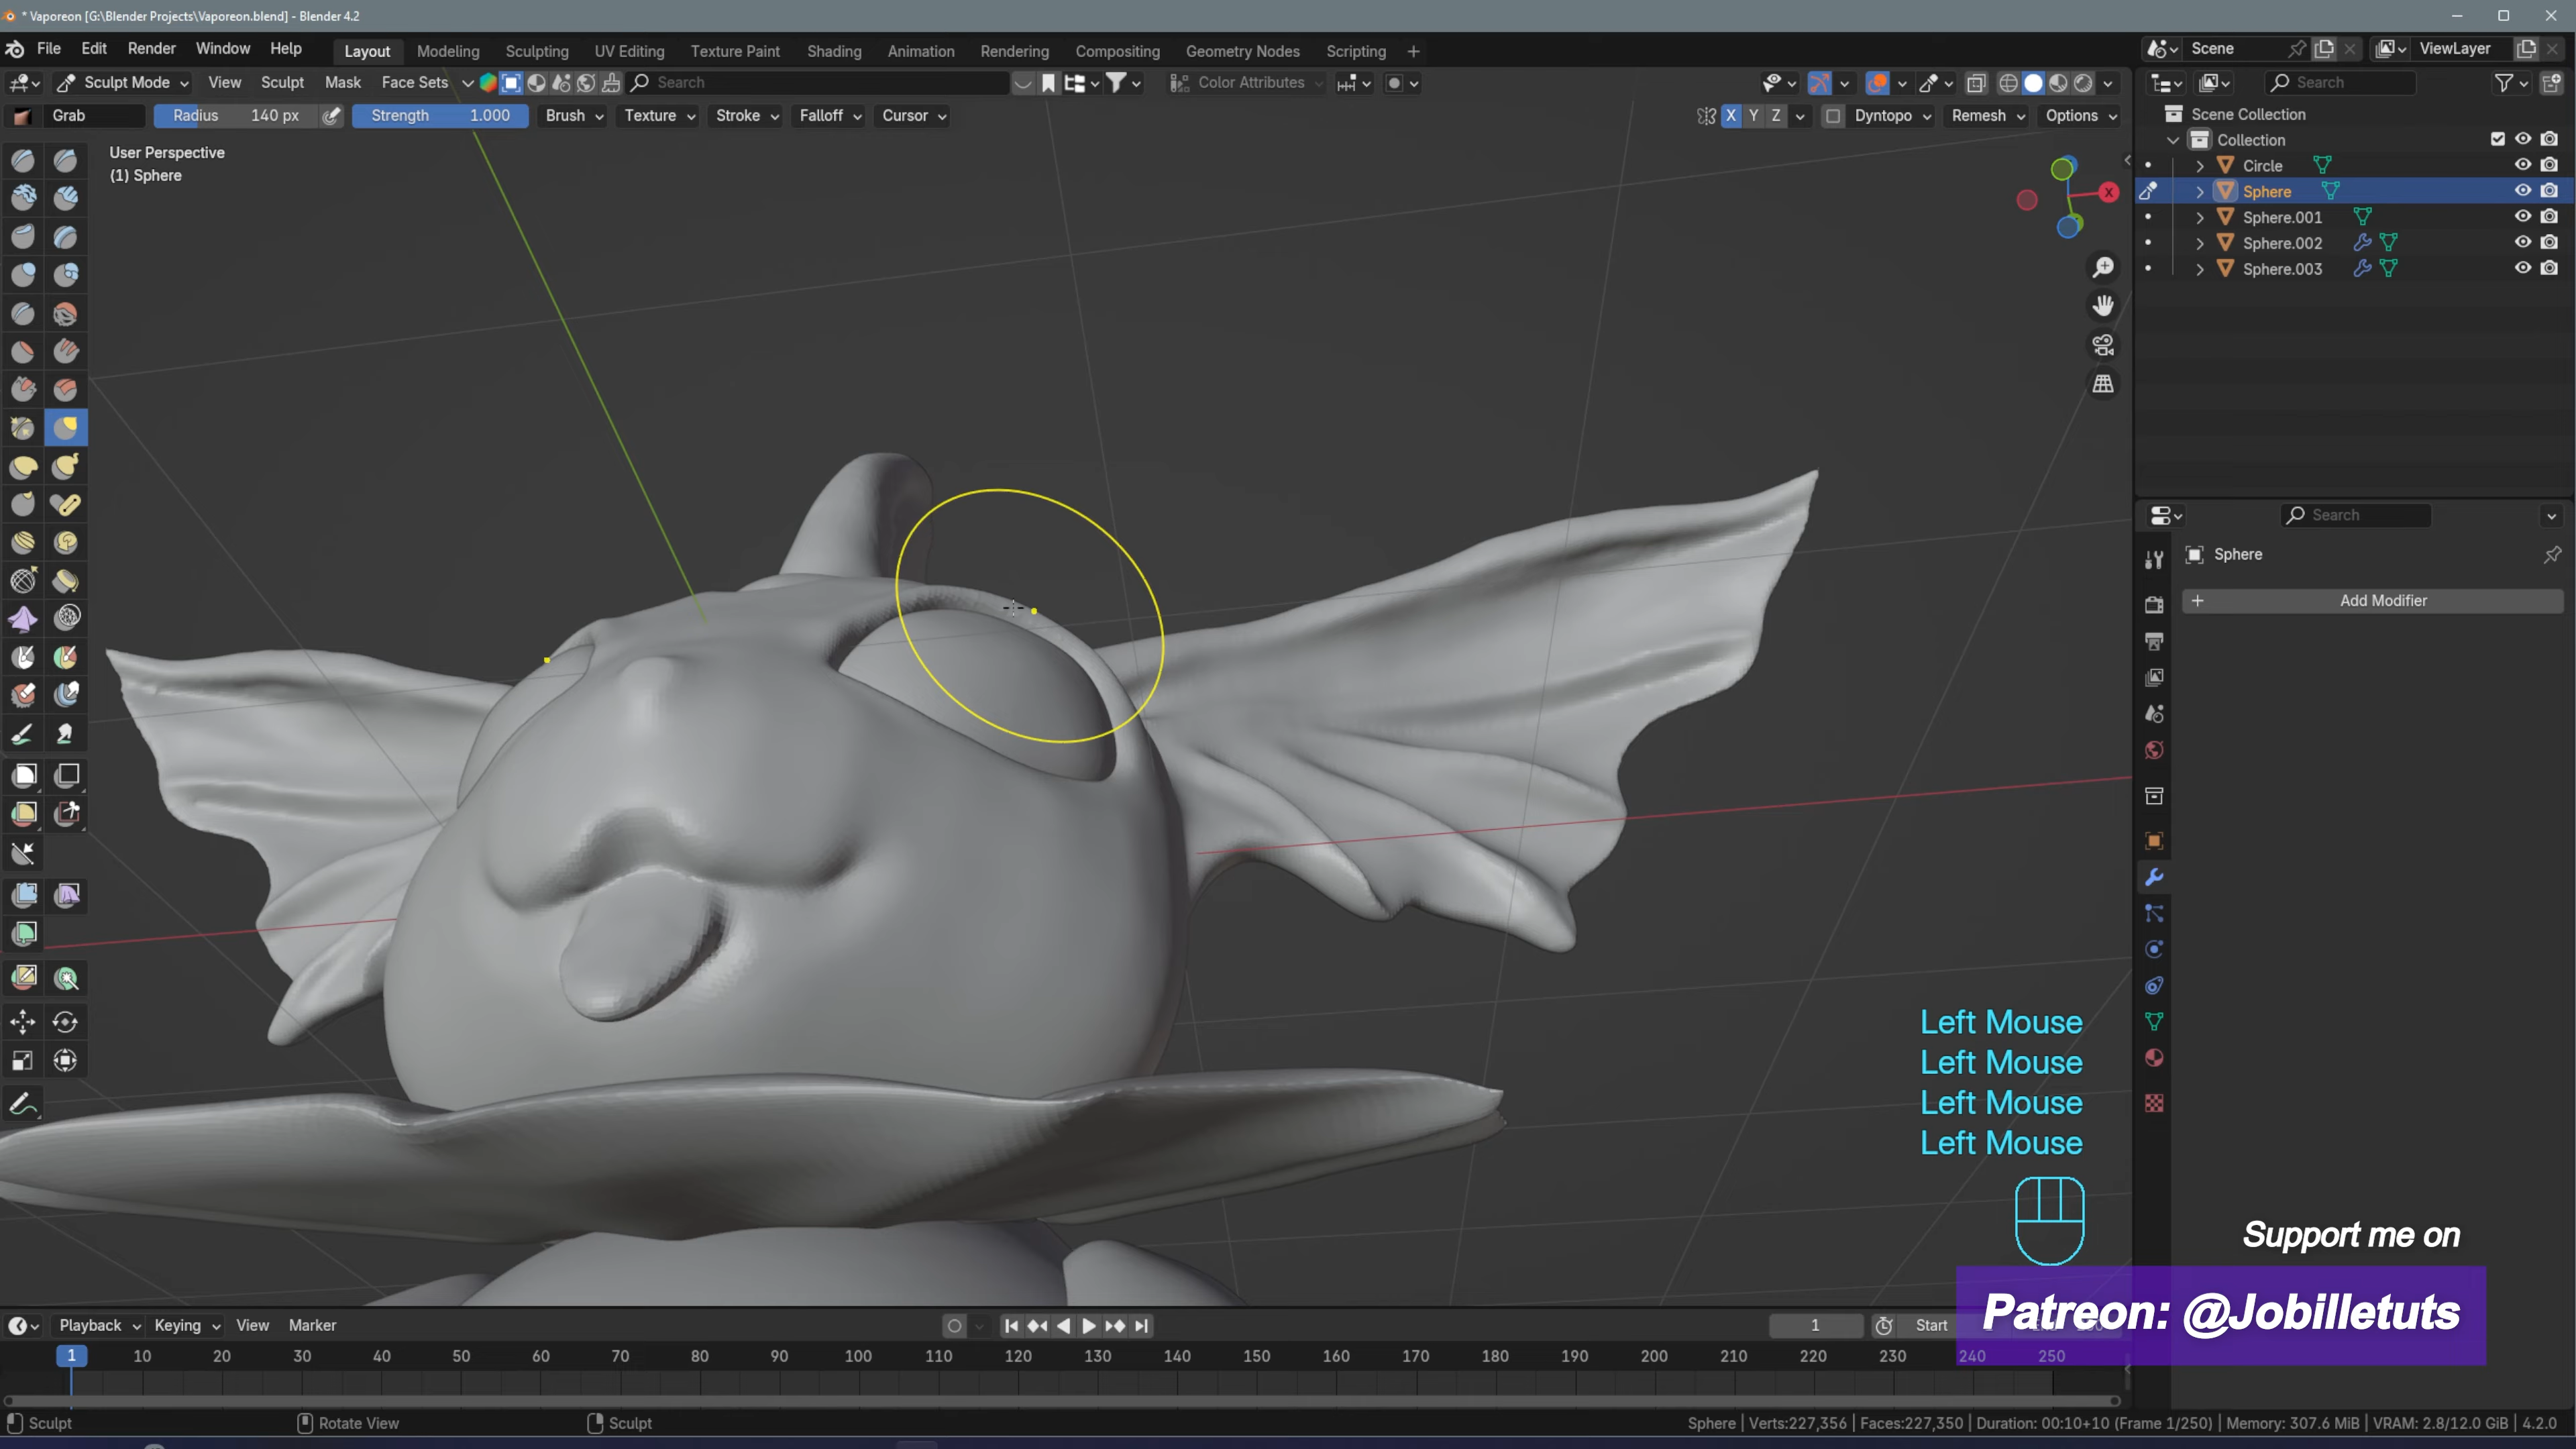 * Vaporeon [G:\Blender Projects\Vaporeon.blend] - Blender 4.2
File Edit Render Window Help Layout Modeling Sculpting UV Editing Texture Paint Shading Animation Rendering Compositing Geometry Nodes Scripting + Scene ViewLayer
Sculpt Mode View Sculpt Mask Face Sets Search Color Attributes Search
Grab Radius 140 px Strength 1.000 Brush Texture Stroke Falloff Cursor X Y Z Dyntopo Remesh Options
User Perspective
(1) Sphere
X
Scene Collection
Collection
Circle
Sphere
Sphere.001
Sphere.002
Sphere.003
Search
Sphere
+ Add Modifier
Left Mouse
Left Mouse
Left Mouse
Left Mouse
Support me on
Patreon: @Jobilletuts
Playback Keying View Marker 1 Start
1 10 20 30 40 50 60 70 80 90 100 110 120 130 140 150 160 170 180 190 200 210 220 230 240 250
Sculpt Rotate View Sculpt Sphere | Verts:227,356 | Faces:227,350 | Duration: 00:10+10 (Frame 1/250) | Memory: 307.6 MiB | VRAM: 2.8/12.0 GiB | 4.2.0